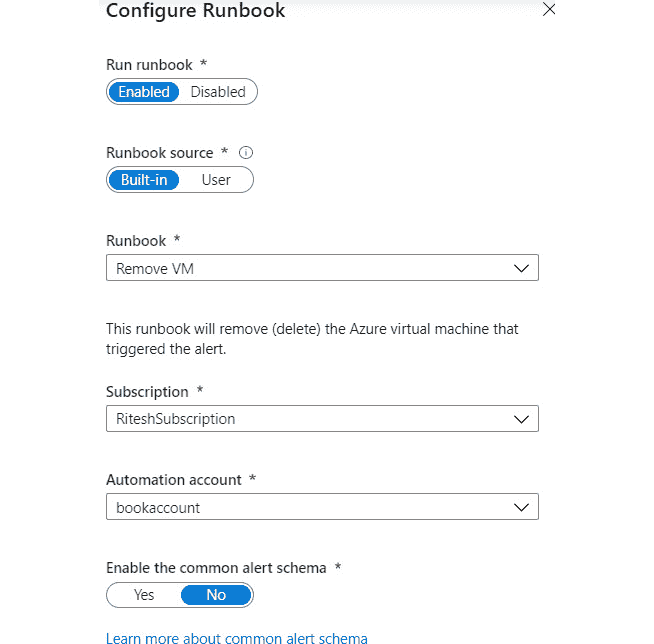 Configure Runbook
Run runbook *
Enabled Disabled
Runbook source *
Built-in User
Runbook *
Remove VM
This runbook will remove (delete) the Azure virtual machine that
triggered the alert.
Subscription *
RiteshSubscription
Automation account *
bookaccount
Enable the common alert schema *
Yes No
Learn more about common alert schema